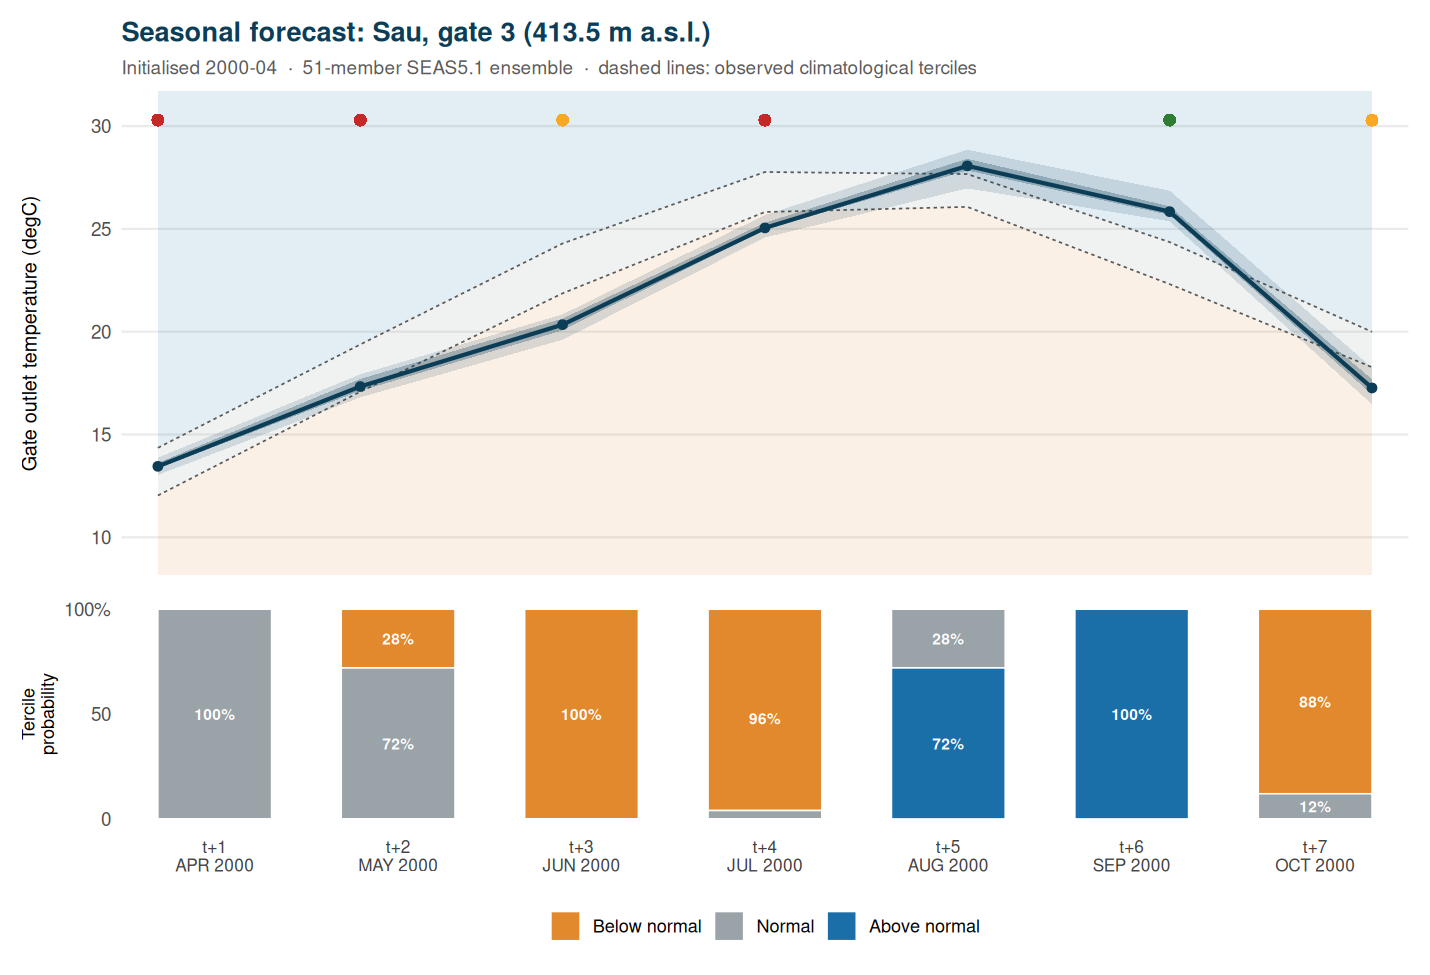 Seasonal forecast: Sau, gate 3 (413.5 m a.s.l.)
Initialised 2000-04 · 51-member SEAS5.1 ensemble · dashed lines: observed climatological terciles
Gate outlet temperature (degC)
30
25
20
15
10
Tercile
probability
100%
50
0
100%
28%
72%
100%
96%
28%
72%
100%
88%
12%
t+1
APR 2000
t+2
MAY 2000
t+3
JUN 2000
t+4
JUL 2000
t+5
AUG 2000
t+6
SEP 2000
t+7
OCT 2000
Below normal
Normal
Above normal